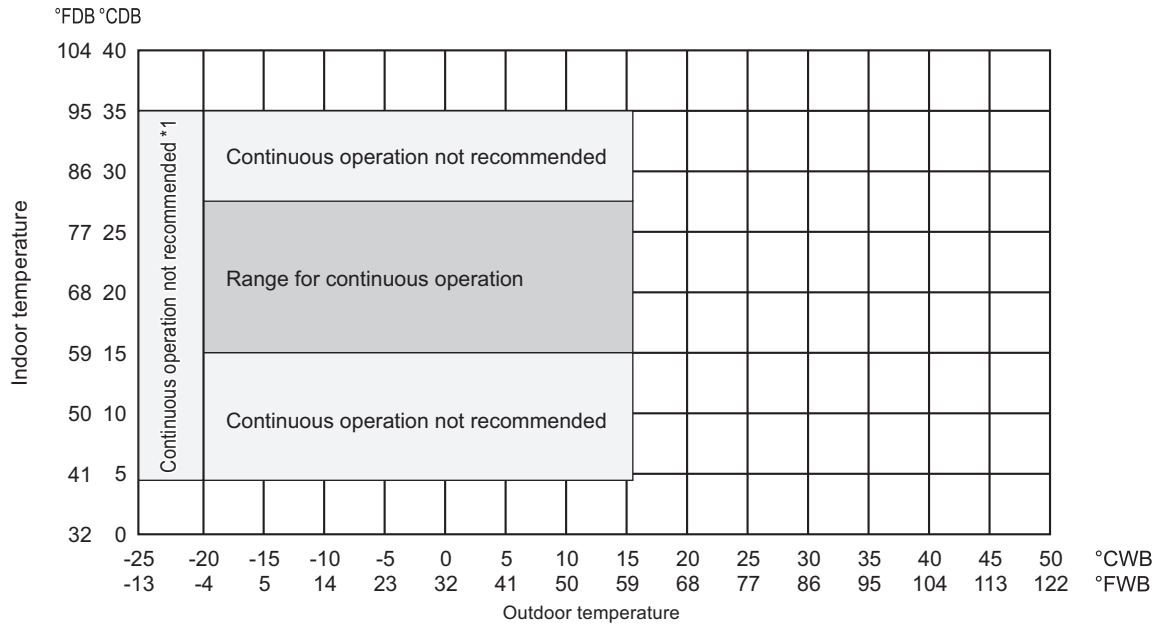 °FDB °CDB
104 40
95 35
Continuous operation not recommended
86 30
77 25
Range for continuous operation
68 20
59 15
50 10
Continuous operation not recommended
41 5
32 0
Continuous operation not recommended *1
Indoor temperature
-25 -20 -15 -10 -5 0 5 10 15 20 25 30 35 40 45 50 °CWB
-13 -4 5 14 23 32 41 50 59 68 77 86 95 104 113 122 °FWB
Outdoor temperature